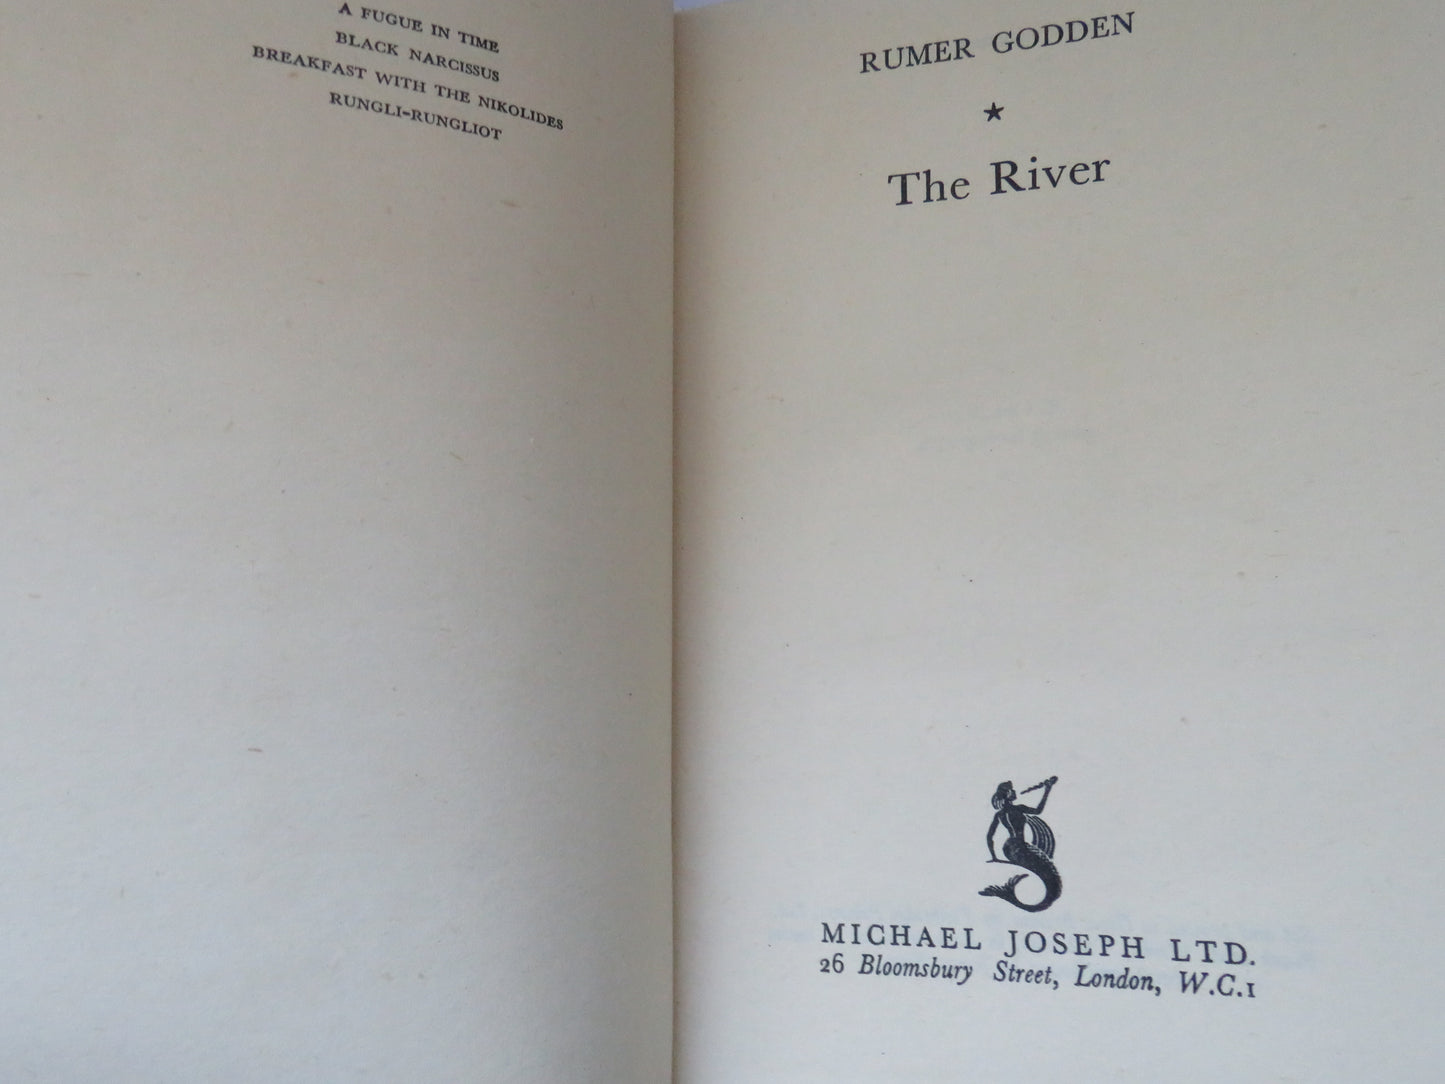 A FUGUE IN TIME
BLACK NARCISSUS
BREAKFAST WITH THE NIKOLIDES
RUNGLI-RUNGLIOT
RUMER GODDEN
★
The River
MICHAEL JOSEPH LTD.
26 Bloomsbury Street, London, W.C.1